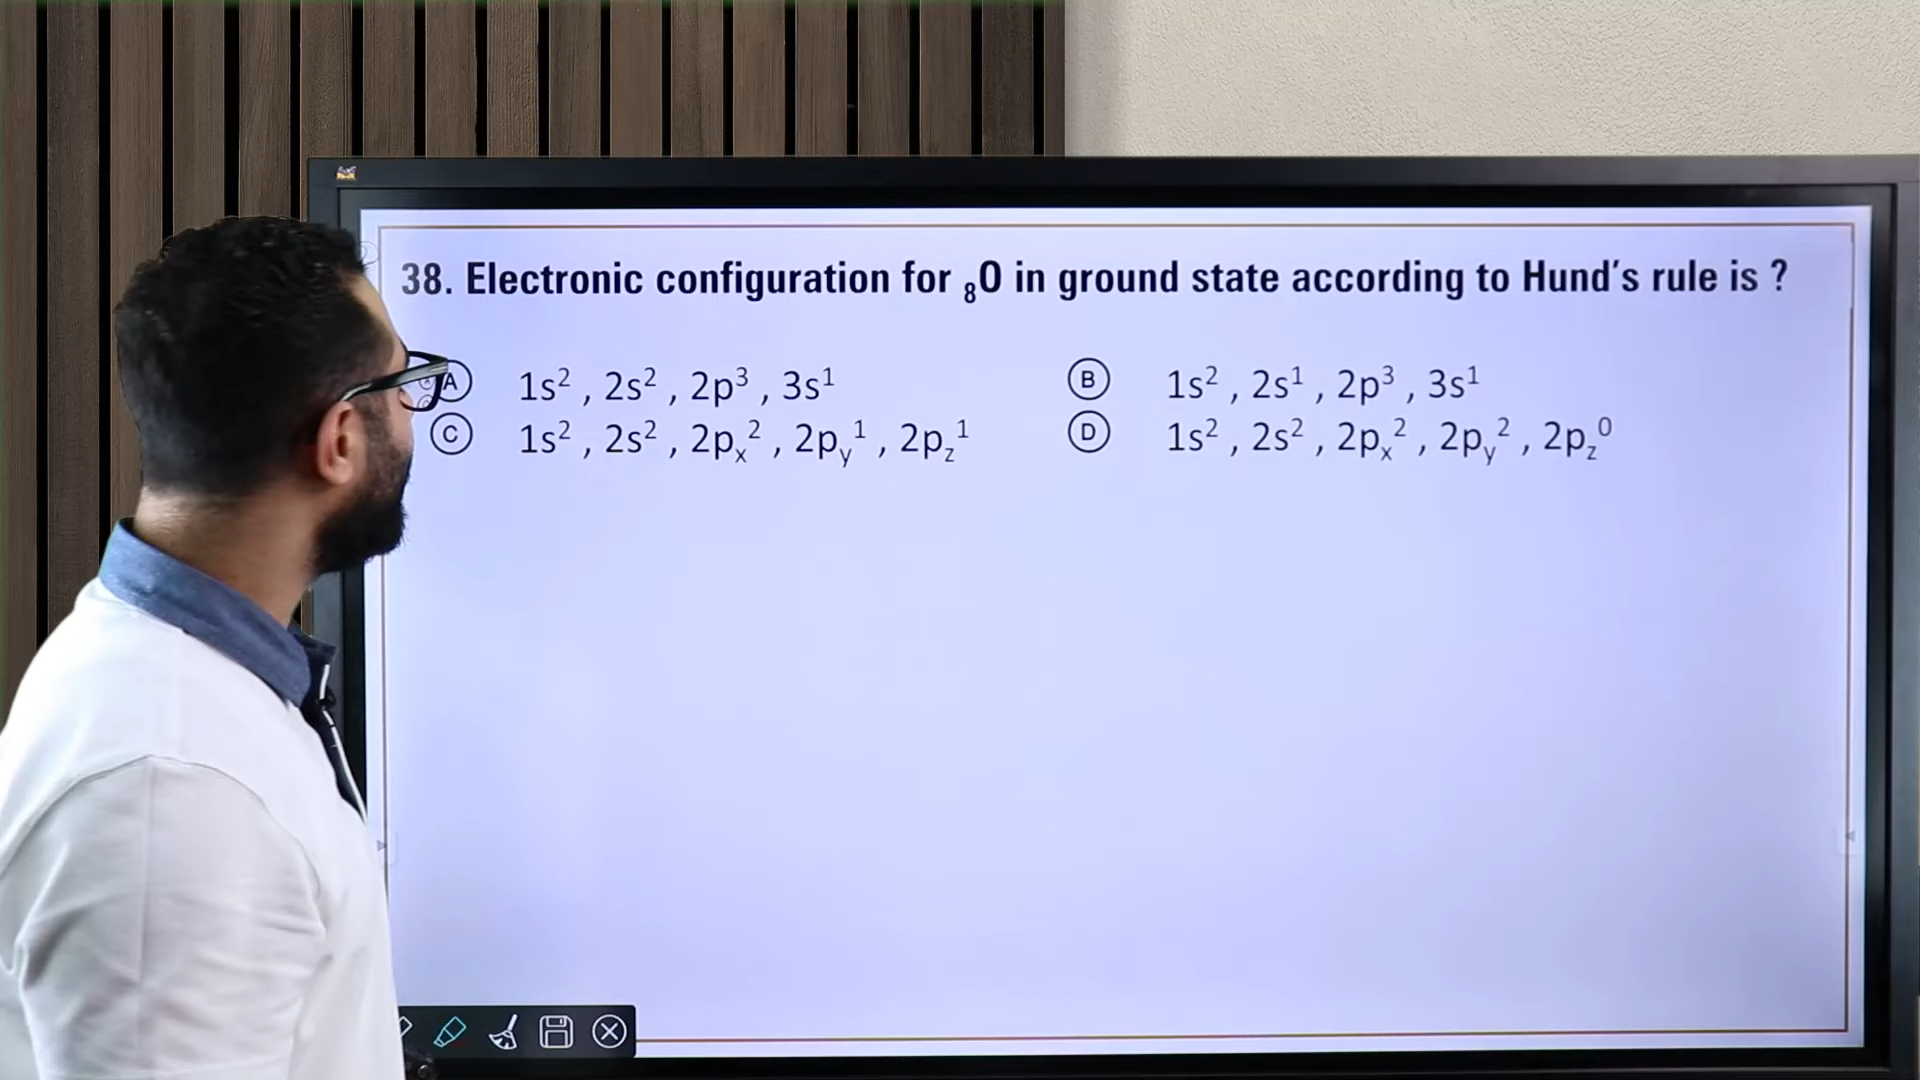 38. Electronic configuration for ₈O in ground state according to Hund's rule is ?
A 1s² , 2s² , 2p³ , 3s¹
B 1s² , 2s¹ , 2p³ , 3s¹
C 1s² , 2s² , 2pₓ² , 2p_y¹ , 2p_z¹
D 1s² , 2s² , 2pₓ² , 2p_y² , 2p_z⁰